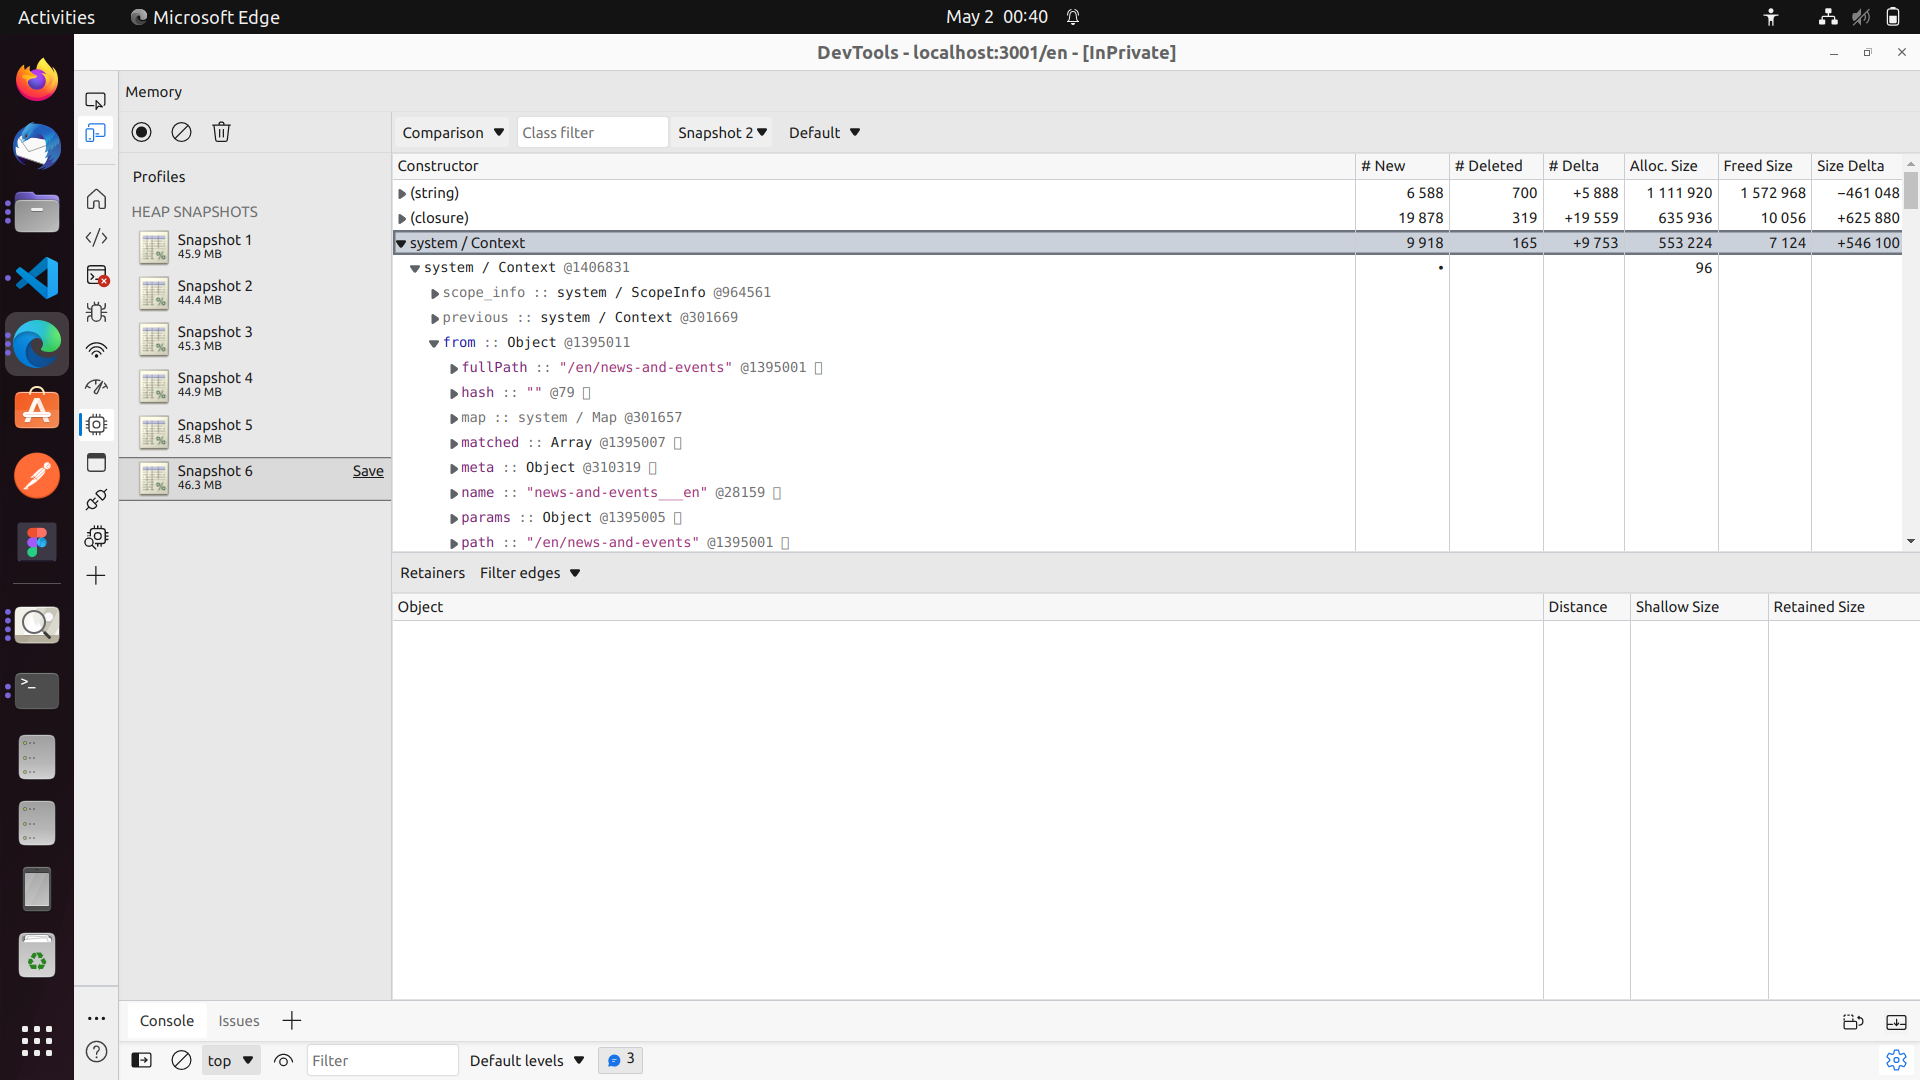 Activities
Microsoft Edge
May 2 00:40
DevTools - localhost:3001/en - [InPrivate]
Memory
Comparison
Class filter
Snapshot 2
Default
Profiles
HEAP SNAPSHOTS
Snapshot 1
45.9 MB
Snapshot 2
44.4 MB
Snapshot 3
45.3 MB
Snapshot 4
44.9 MB
Snapshot 5
45.8 MB
Snapshot 6
46.3 MB
Save
Constructor # New # Deleted # Delta Alloc. Size Freed Size Size Delta
(string) 6 588 700 +5 888 1 111 920 1 572 968 −461 048
(closure) 19 878 319 +19 559 635 936 10 056 +625 880
system / Context 9 918 165 +9 753 553 224 7 124 +546 100
system / Context @1406831 • 96
scope_info :: system / ScopeInfo @964561
previous :: system / Context @301669
from :: Object @1395011
fullPath :: "/en/news-and-events" @1395001
hash :: "" @79
map :: system / Map @301657
matched :: Array @1395007
meta :: Object @310319
name :: "news-and-events___en" @28159
params :: Object @1395005
path :: "/en/news-and-events" @1395001
Retainers Filter edges
Object Distance Shallow Size Retained Size
Console Issues
top Filter Default levels 3